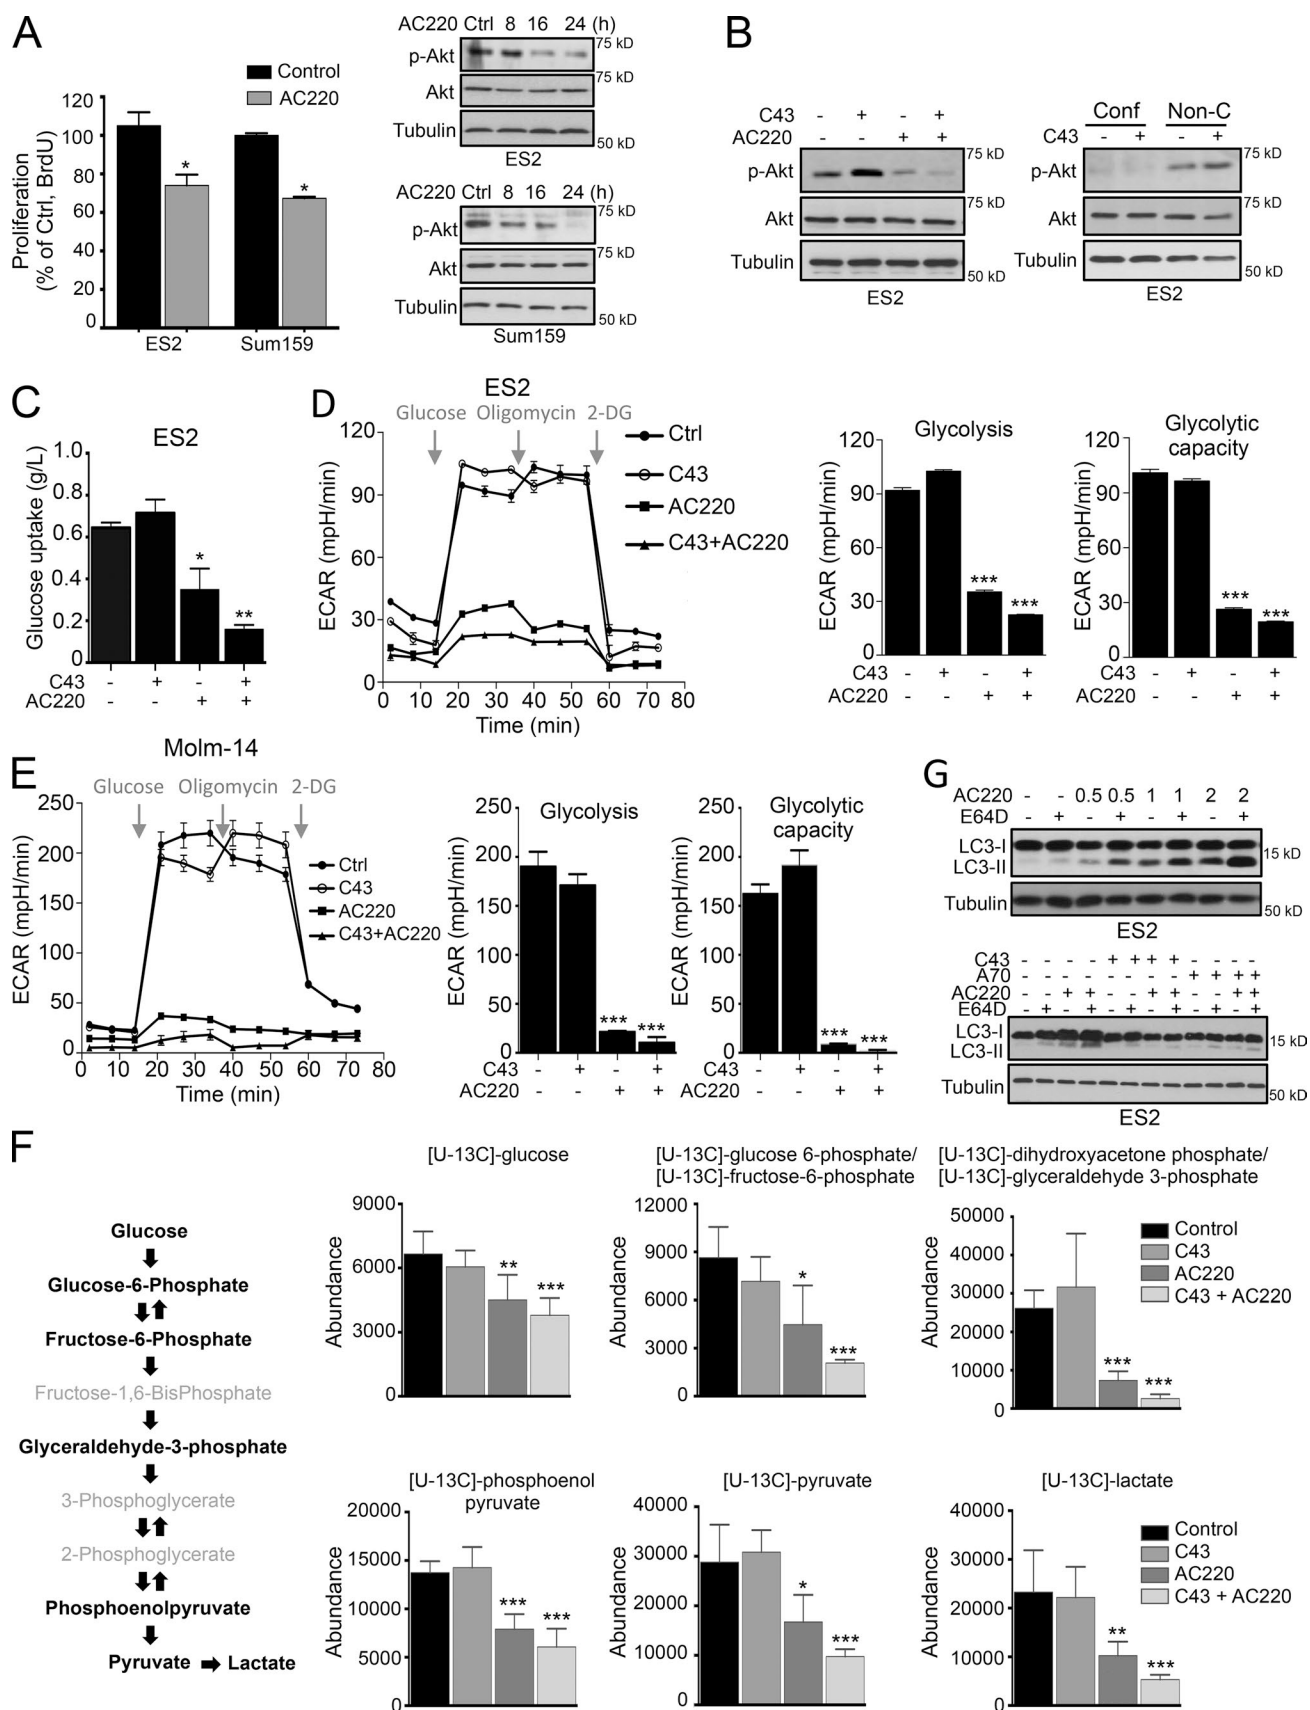 A
Control
AC220
120
100
80
60
40
20
0
Proliferation
(% of Ctrl, BrdU)
*
*
ES2
Sum159
AC220 Ctrl 8 16 24 (h)
75 kD
p-Akt
75 kD
Akt
Tubulin
50 kD
ES2
AC220 Ctrl 8 16 24 (h)
75 kD
p-Akt
75 kD
Akt
Tubulin
50 kD
Sum159
B
C43 - + - +
AC220 - - + +
75 kD
p-Akt
75 kD
Akt
Tubulin
50 kD
ES2
Conf Non-C
C43 - + - +
75 kD
p-Akt
75 kD
Akt
Tubulin
50 kD
ES2
C
ES2
1.0
0.8
0.6
0.4
0.2
0
Glucose uptake (g/L)
*
**
C43 - + - +
AC220 - - + +
D
ES2
Glucose Oligomycin 2-DG
120
90
60
30
0
ECAR (mpH/min)
0 10 20 30 40 50 60 70 80
Time (min)
Ctrl
C43
AC220
C43+AC220
Glycolysis
120
90
60
30
0
ECAR (mpH/min)
***
***
C43 - + - +
AC220 - - + +
Glycolytic
capacity
120
90
60
30
0
ECAR (mpH/min)
***
***
C43 - + - +
AC220 - - + +
E
Molm-14
Glucose Oligomycin 2-DG
250
200
150
100
50
0
ECAR (mpH/min)
0 10 20 30 40 50 60 70 80
Time (min)
Ctrl
C43
AC220
C43+AC220
Glycolysis
250
200
150
100
50
0
ECAR (mpH/min)
***
***
C43 - + - +
AC220 - - + +
Glycolytic
capacity
250
200
150
100
50
0
ECAR (mpH/min)
***
***
C43 - + - +
AC220 - - + +
G
AC220 - - 0.5 0.5 1 1 2 2
E64D - + - + - + - +
LC3-I
15 kD
LC3-II
Tubulin
50 kD
ES2
C43 - - - - + + + + - - - -
A70 - - - - - - - - + + + +
AC220 - - + + - - + + - - + +
E64D - + - + - + - + - + - +
LC3-I
15 kD
LC3-II
Tubulin
50 kD
ES2
F
Glucose
Glucose-6-Phosphate
Fructose-6-Phosphate
Fructose-1,6-BisPhosphate
Glyceraldehyde-3-phosphate
3-Phosphoglycerate
2-Phosphoglycerate
Phosphoenolpyruvate
Pyruvate Lactate
[U-13C]-glucose
9000
6000
3000
0
Abundance
**
***
[U-13C]-glucose 6-phosphate/
[U-13C]-fructose-6-phosphate
12000
9000
6000
3000
0
Abundance
*
***
[U-13C]-dihydroxyacetone phosphate/
[U-13C]-glyceraldehyde 3-phosphate
50000
40000
30000
20000
10000
0
Abundance
***
***
Control
C43
AC220
C43 + AC220
[U-13C]-phosphoenol
pyruvate
20000
15000
10000
5000
0
Abundance
***
***
[U-13C]-pyruvate
40000
30000
20000
10000
0
Abundance
*
***
[U-13C]-lactate
40000
30000
20000
10000
0
Abundance
**
***
Control
C43
AC220
C43 + AC220